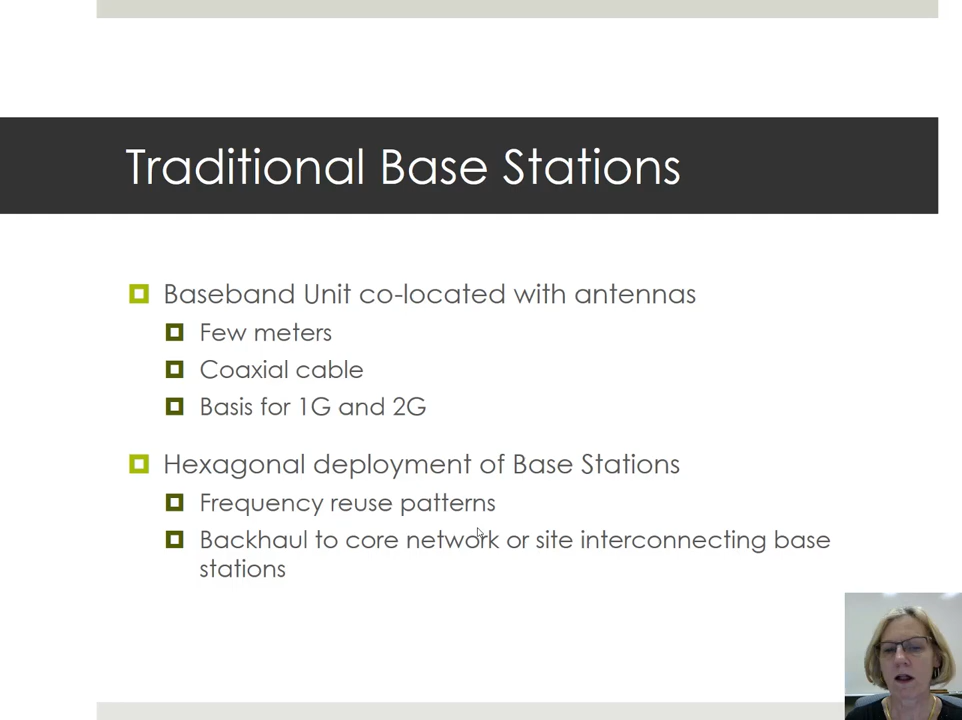 Traditional Base Stations
Baseband Unit co-located with antennas
Few meters
Coaxial cable
Basis for 1G and 2G
Hexagonal deployment of Base Stations
Frequency reuse patterns
Backhaul to core network or site interconnecting base
stations